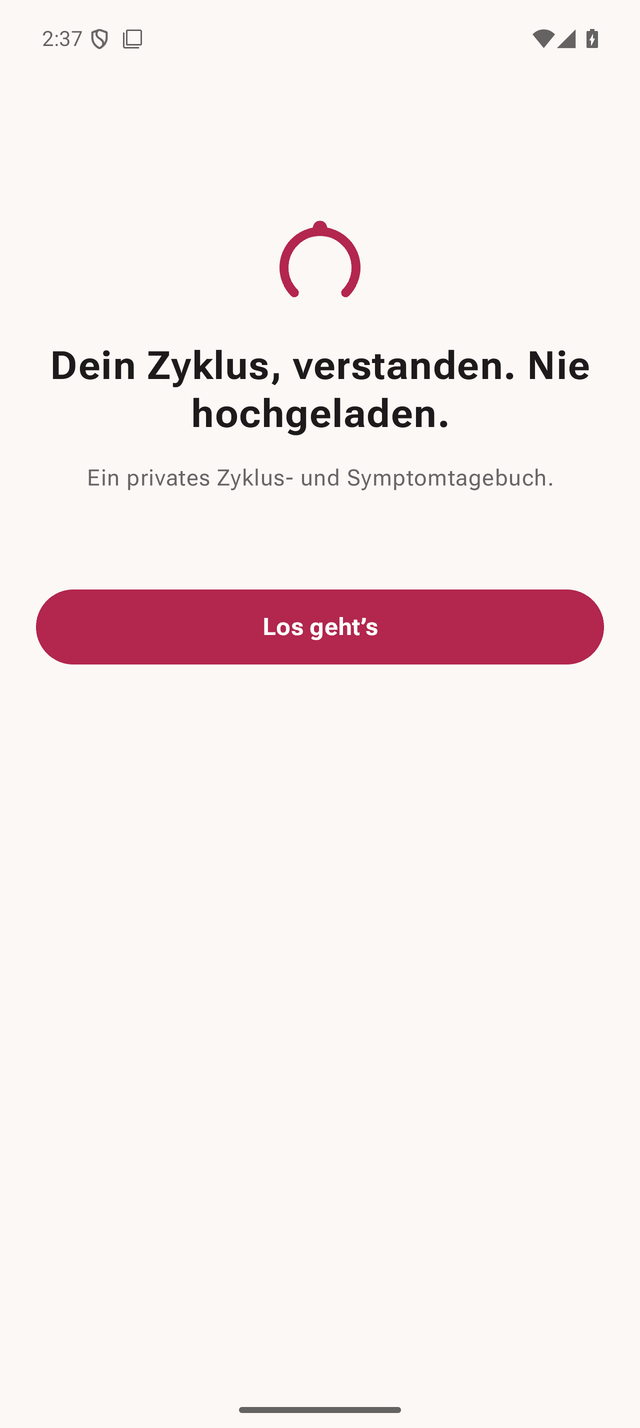 2:37
Dein Zyklus, verstanden. Nie
hochgeladen.
Ein privates Zyklus- und Symptomtagebuch.
Los geht’s